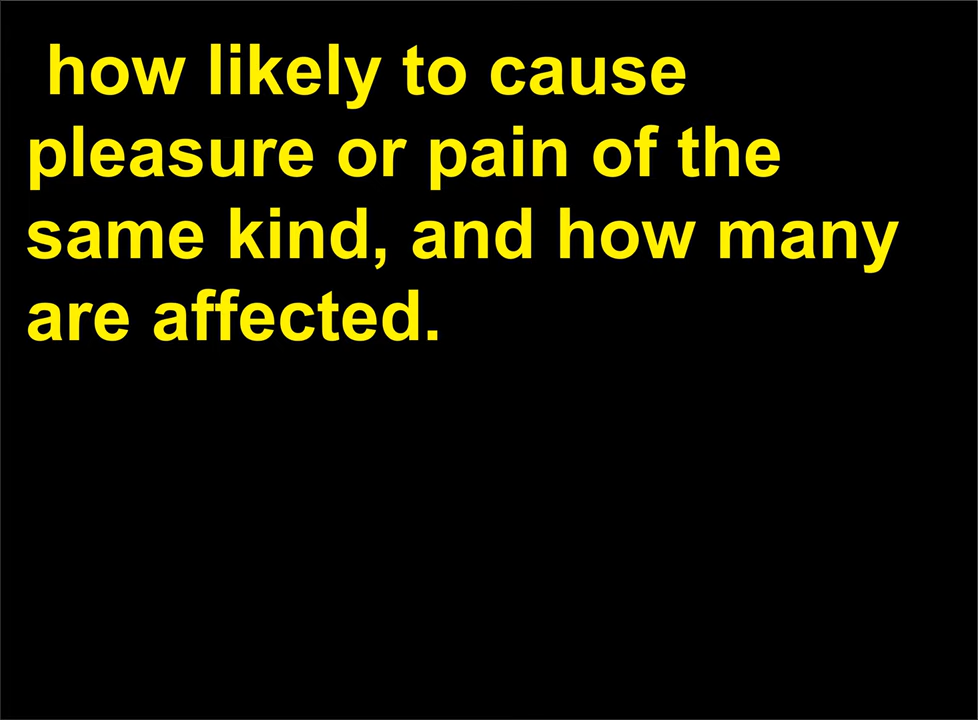 how likely to cause
pleasure or pain of the
same kind, and how many
are affected.